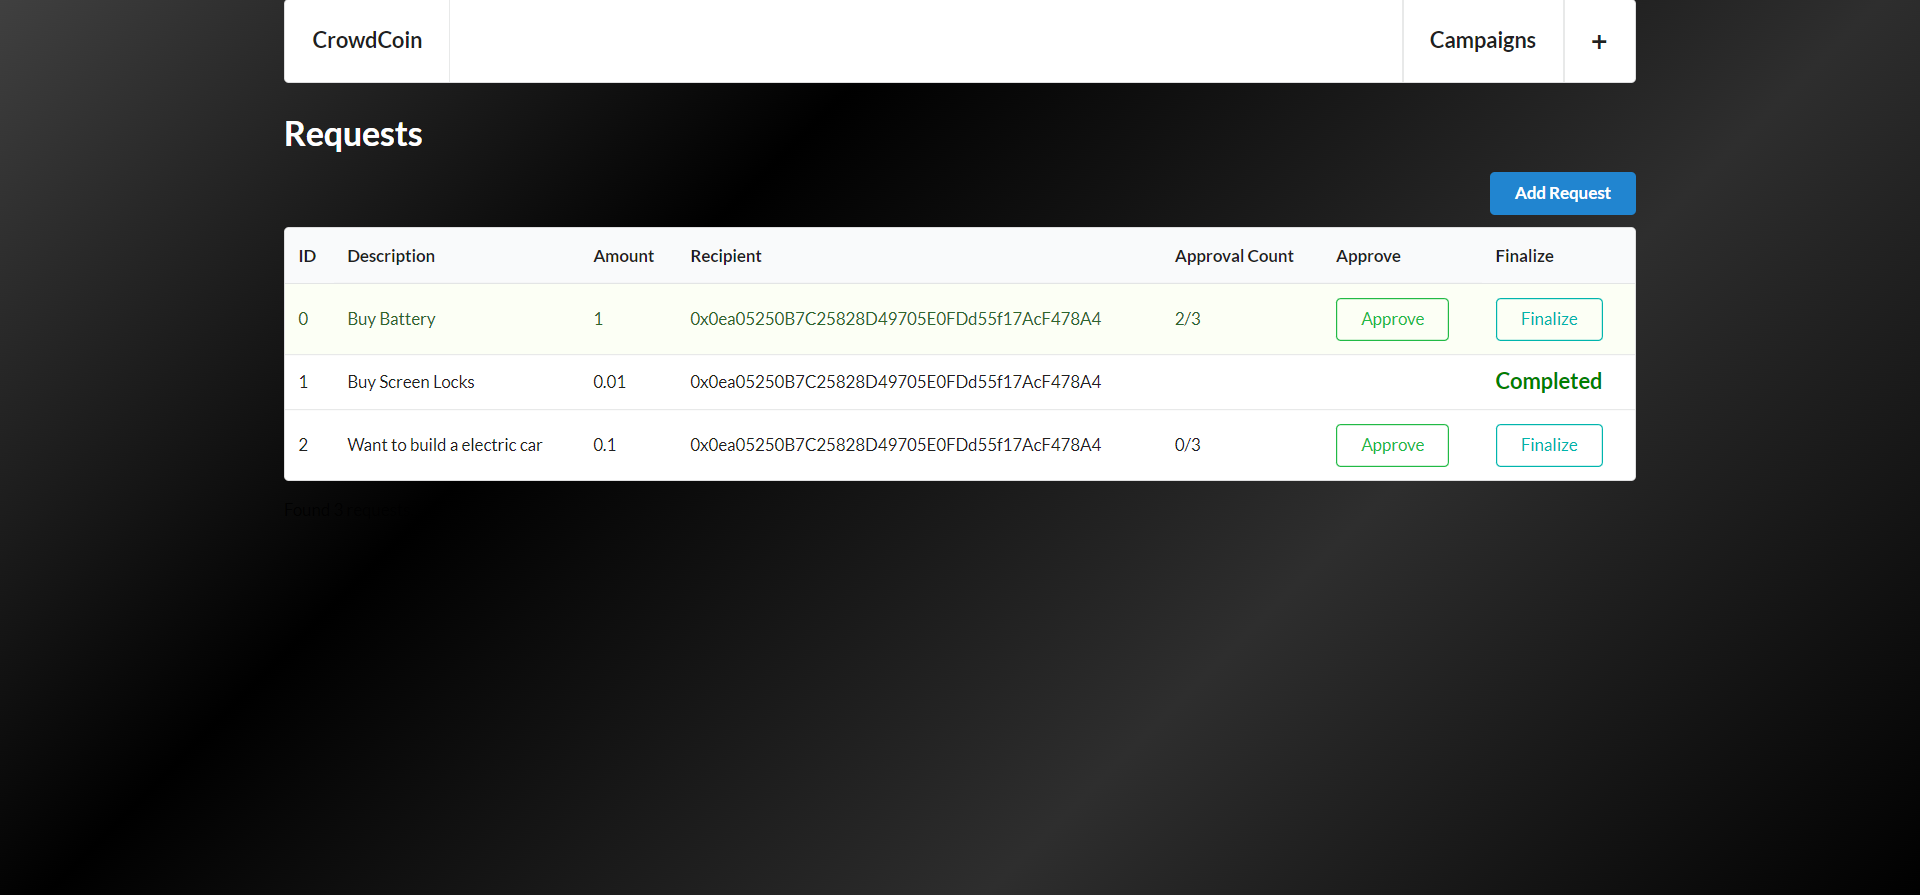 CrowdCoin Campaigns +
Requests
Add Request
ID Description Amount Recipient Approval Count Approve Finalize
0 Buy Battery 1 0x0ea05250B7C25828D49705E0FDd55f17AcF478A4 2/3 Approve Finalize
1 Buy Screen Locks 0.01 0x0ea05250B7C25828D49705E0FDd55f17AcF478A4 Completed
2 Want to build a electric car 0.1 0x0ea05250B7C25828D49705E0FDd55f17AcF478A4 0/3 Approve Finalize
Found 3